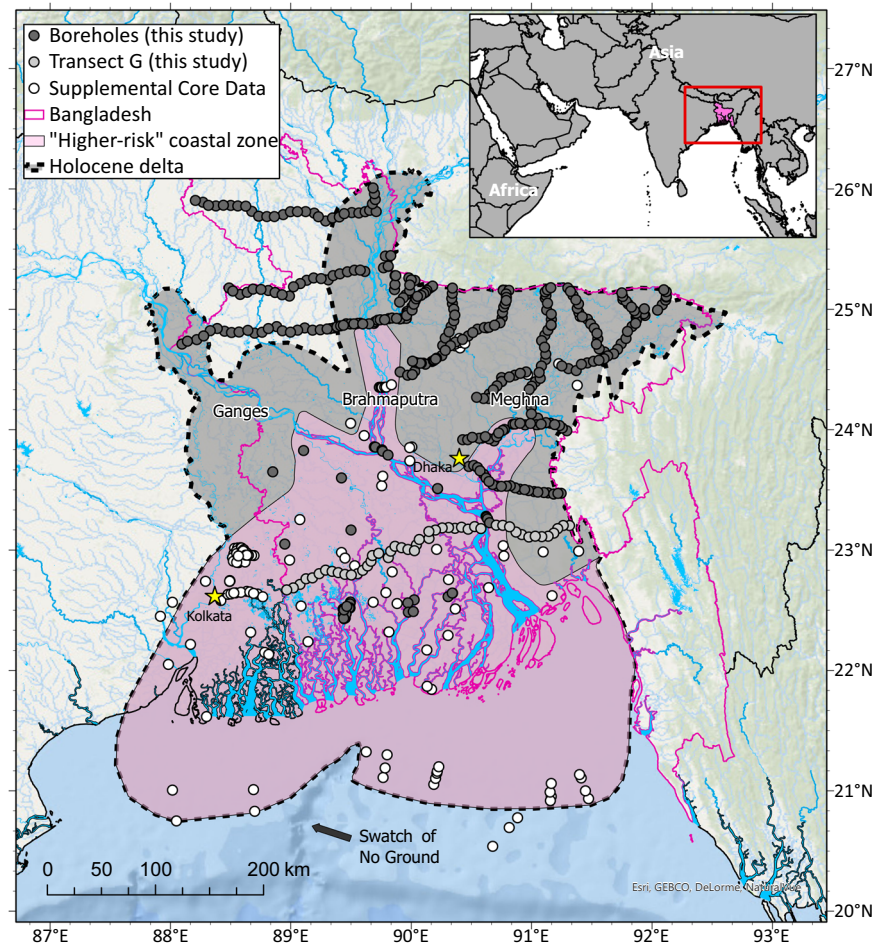 Boreholes (this study)
Transect G (this study)
Supplemental Core Data
Bangladesh
"Higher-risk" coastal zone
Holocene delta
Asia
Africa
27°N
26°N
25°N
24°N
23°N
22°N
21°N
20°N
Ganges
Brahmaputra
Meghna
Dhaka
Kolkata
Swatch of
No Ground
0 50 100 200 km
Esri, GEBCO, DeLorme, NaturalVue
87°E 88°E 89°E 90°E 91°E 92°E 93°E